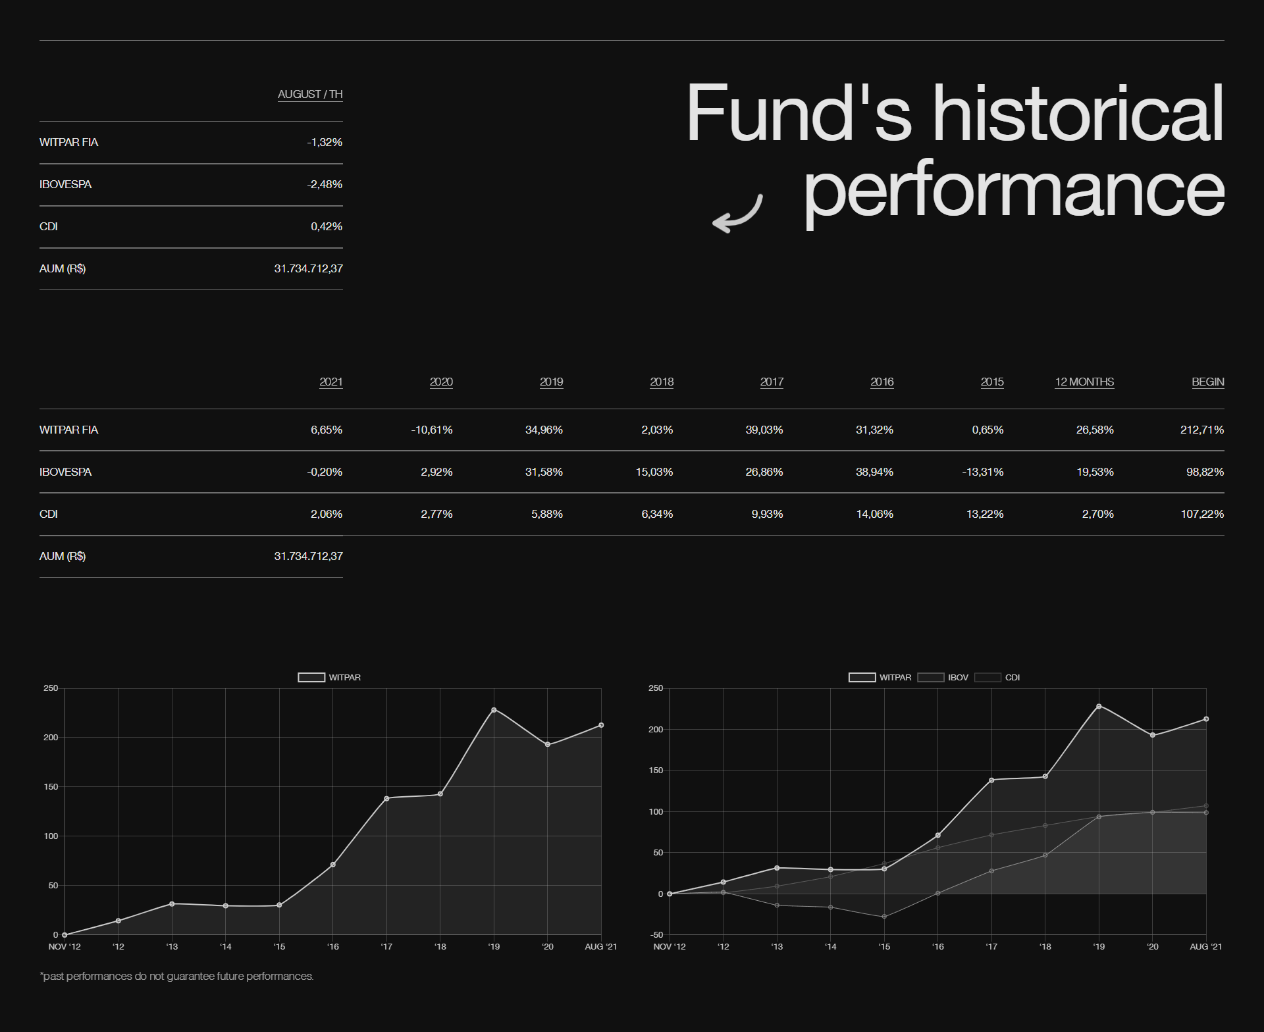 AUGUST / TH
WITPAR FIA -1,32%
IBOVESPA -2,48%
CDI 0,42%
AUM (R$) 31.734.712,37
Fund's historical
performance
2021 2020 2019 2018 2017 2016 2015 12 MONTHS BEGIN
WITPAR FIA 6,65% -10,61% 34,96% 2,03% 39,03% 31,32% 0,65% 26,58% 212,71%
IBOVESPA -0,20% 2,92% 31,58% 15,03% 26,86% 38,94% -13,31% 19,53% 98,82%
CDI 2,06% 2,77% 5,88% 6,34% 9,93% 14,06% 13,22% 2,70% 107,22%
AUM (R$) 31.734.712,37
WITPAR
250
200
150
100
50
0
NOV '12 '12 '13 '14 '15 '16 '17 '18 '19 '20 AUG '21
WITPAR IBOV CDI
250
200
150
100
50
0
-50
NOV '12 '12 '13 '14 '15 '16 '17 '18 '19 '20 AUG '21
*past performances do not guarantee future performances.